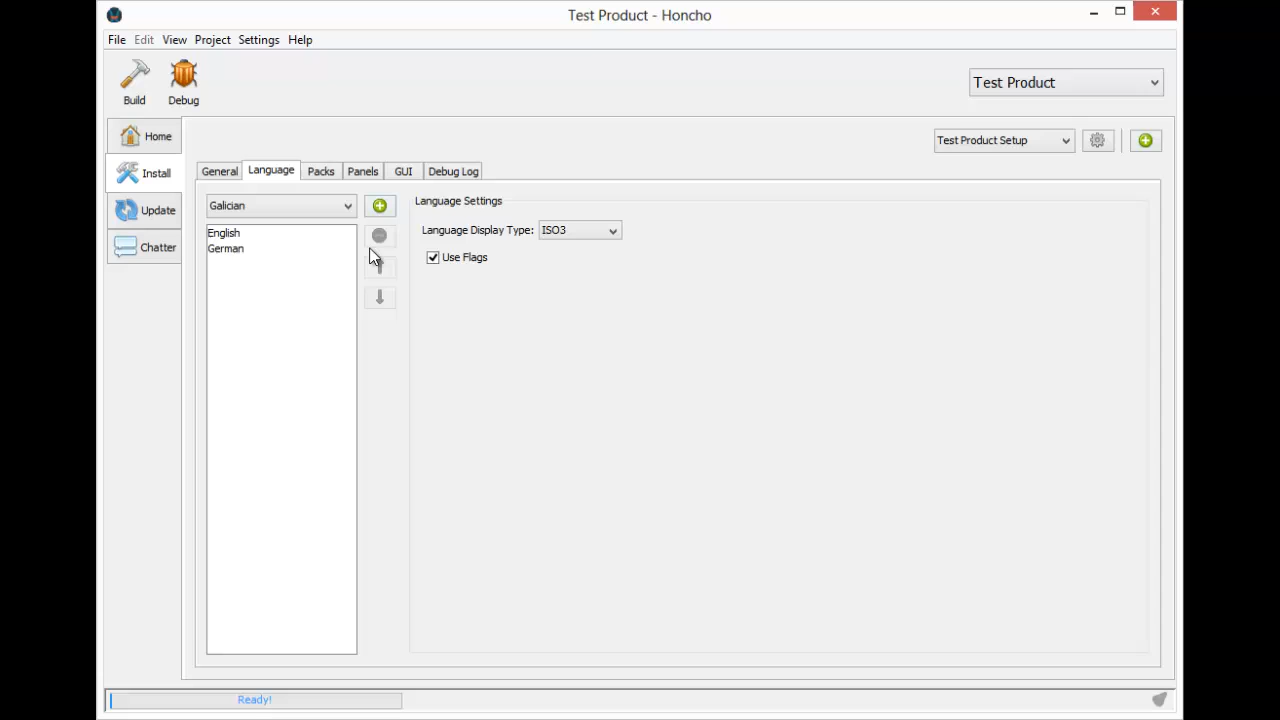 Test Product - Honcho
File Edit View Project Settings Help
Build Debug
Test Product
Home
Install
Update
Chatter
Test Product Setup
General Language Packs Panels GUI Debug Log
Galician
English
German
Language Settings
Language Display Type: ISO3
Use Flags
Ready!